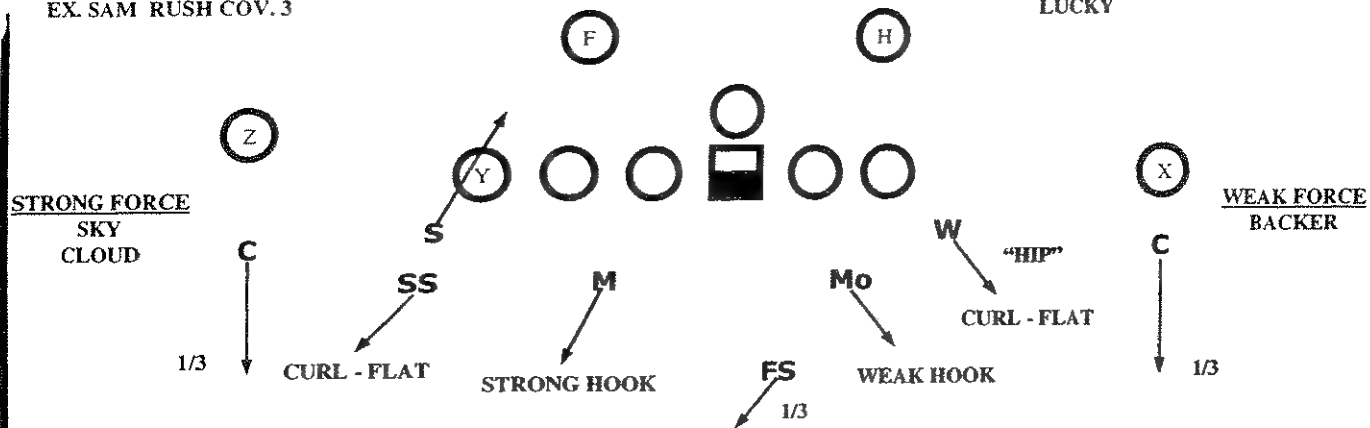 EX. SAM RUSH COV. 3
LUCKY
F
H
Z
Y
X
STRONG FORCE
SKY
CLOUD
WEAK FORCE
BACKER
C
S
W
C
"HIP"
SS
M
Mo
CURL - FLAT
1/3
CURL - FLAT
STRONG HOOK
FS
WEAK HOOK
1/3
1/3